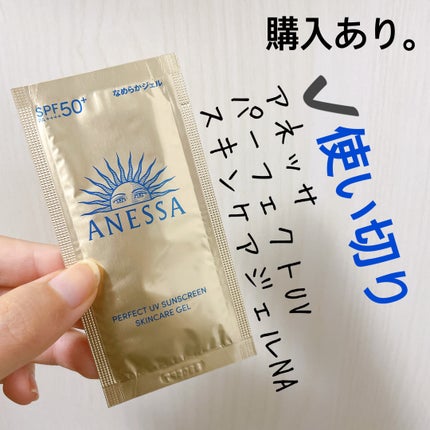 購入あり。
✓使い切り
アネッサ
パーフェクトUV
スキンケアジェルNA
SPF50+
PA++++
なめらかジェル
ANESSA
PERFECT UV SUNSCREEN
SKINCARE GEL